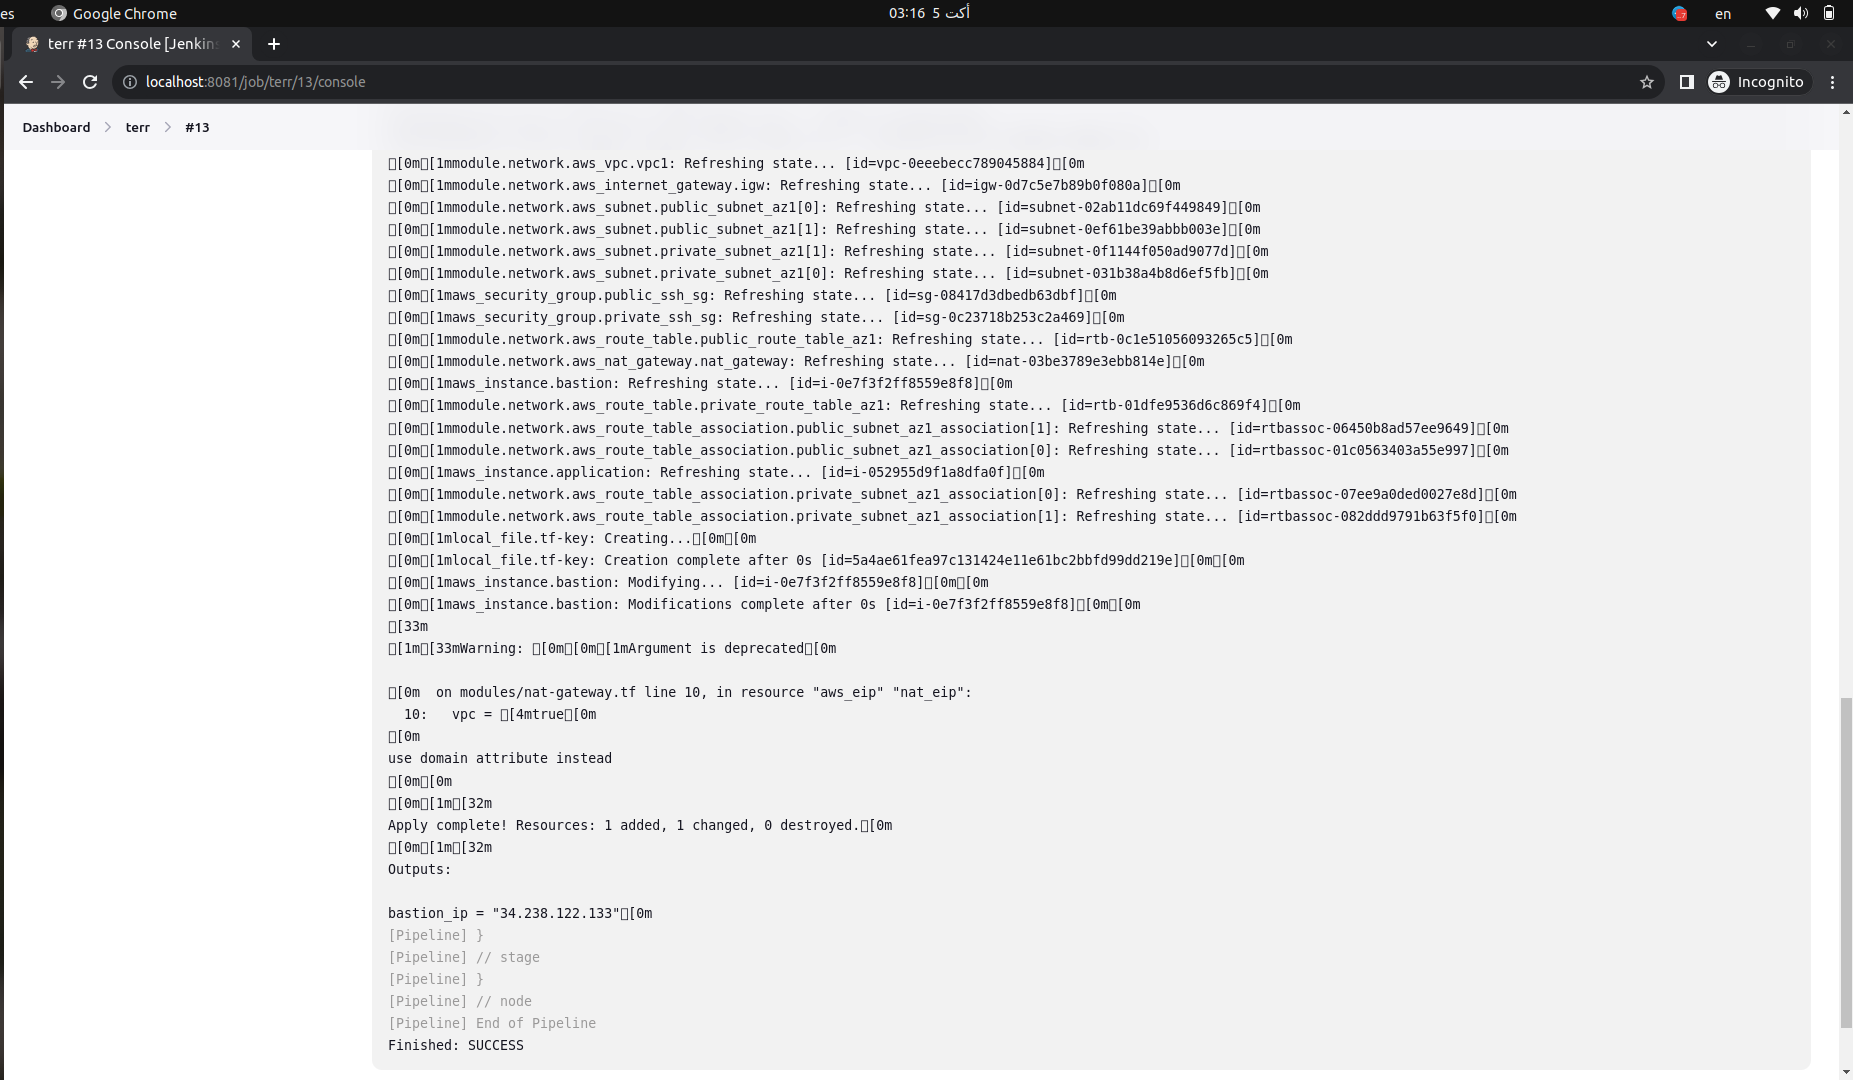 es
Google Chrome
03:16 5 أكت
en
terr #13 Console [Jenkins
localhost:8081/job/terr/13/console
Incognito
Dashboard > terr > #13
[0m[1mmodule.network.aws_vpc.vpc1: Refreshing state... [id=vpc-0eeebecc789045884][0m
[0m[1mmodule.network.aws_internet_gateway.igw: Refreshing state... [id=igw-0d7c5e7b89b0f080a][0m
[0m[1mmodule.network.aws_subnet.public_subnet_az1[0]: Refreshing state... [id=subnet-02ab11dc69f449849][0m
[0m[1mmodule.network.aws_subnet.public_subnet_az1[1]: Refreshing state... [id=subnet-0ef61be39abbb003e][0m
[0m[1mmodule.network.aws_subnet.private_subnet_az1[1]: Refreshing state... [id=subnet-0f1144f050ad9077d][0m
[0m[1mmodule.network.aws_subnet.private_subnet_az1[0]: Refreshing state... [id=subnet-031b38a4b8d6ef5fb][0m
[0m[1maws_security_group.public_ssh_sg: Refreshing state... [id=sg-08417d3dbedb63dbf][0m
[0m[1maws_security_group.private_ssh_sg: Refreshing state... [id=sg-0c23718b253c2a469][0m
[0m[1mmodule.network.aws_route_table.public_route_table_az1: Refreshing state... [id=rtb-0c1e51056093265c5][0m
[0m[1mmodule.network.aws_nat_gateway.nat_gateway: Refreshing state... [id=nat-03be3789e3ebb814e][0m
[0m[1maws_instance.bastion: Refreshing state... [id=i-0e7f3f2ff8559e8f8][0m
[0m[1mmodule.network.aws_route_table.private_route_table_az1: Refreshing state... [id=rtb-01dfe9536d6c869f4][0m
[0m[1mmodule.network.aws_route_table_association.public_subnet_az1_association[1]: Refreshing state... [id=rtbassoc-06450b8ad57ee9649][0m
[0m[1mmodule.network.aws_route_table_association.public_subnet_az1_association[0]: Refreshing state... [id=rtbassoc-01c0563403a55e997][0m
[0m[1maws_instance.application: Refreshing state... [id=i-052955d9f1a8dfa0f][0m
[0m[1mmodule.network.aws_route_table_association.private_subnet_az1_association[0]: Refreshing state... [id=rtbassoc-07ee9a0ded0027e8d][0m
[0m[1mmodule.network.aws_route_table_association.private_subnet_az1_association[1]: Refreshing state... [id=rtbassoc-082ddd9791b63f5f0][0m
[0m[1mlocal_file.tf-key: Creating...[0m[0m
[0m[1mlocal_file.tf-key: Creation complete after 0s [id=5a4ae61fea97c131424e11e61bc2bbfd99dd219e][0m[0m
[0m[1maws_instance.bastion: Modifying... [id=i-0e7f3f2ff8559e8f8][0m[0m
[0m[1maws_instance.bastion: Modifications complete after 0s [id=i-0e7f3f2ff8559e8f8][0m[0m
[33m
[1m[33mWarning: [0m[0m[1mArgument is deprecated[0m
[0m  on modules/nat-gateway.tf line 10, in resource "aws_eip" "nat_eip":
10:   vpc = [4mtrue[0m
[0m
use domain attribute instead
[0m[0m
[0m[1m[32m
Apply complete! Resources: 1 added, 1 changed, 0 destroyed.[0m
[0m[1m[32m
Outputs:
bastion_ip = "34.238.122.133"[0m
[Pipeline] }
[Pipeline] // stage
[Pipeline] }
[Pipeline] // node
[Pipeline] End of Pipeline
Finished: SUCCESS